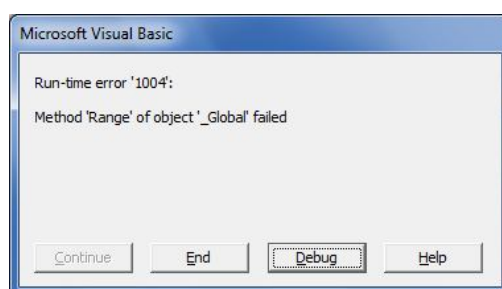 Microsoft Visual Basic
Run-time error '1004':
Method 'Range' of object '_Global' failed
Continue End Debug Help